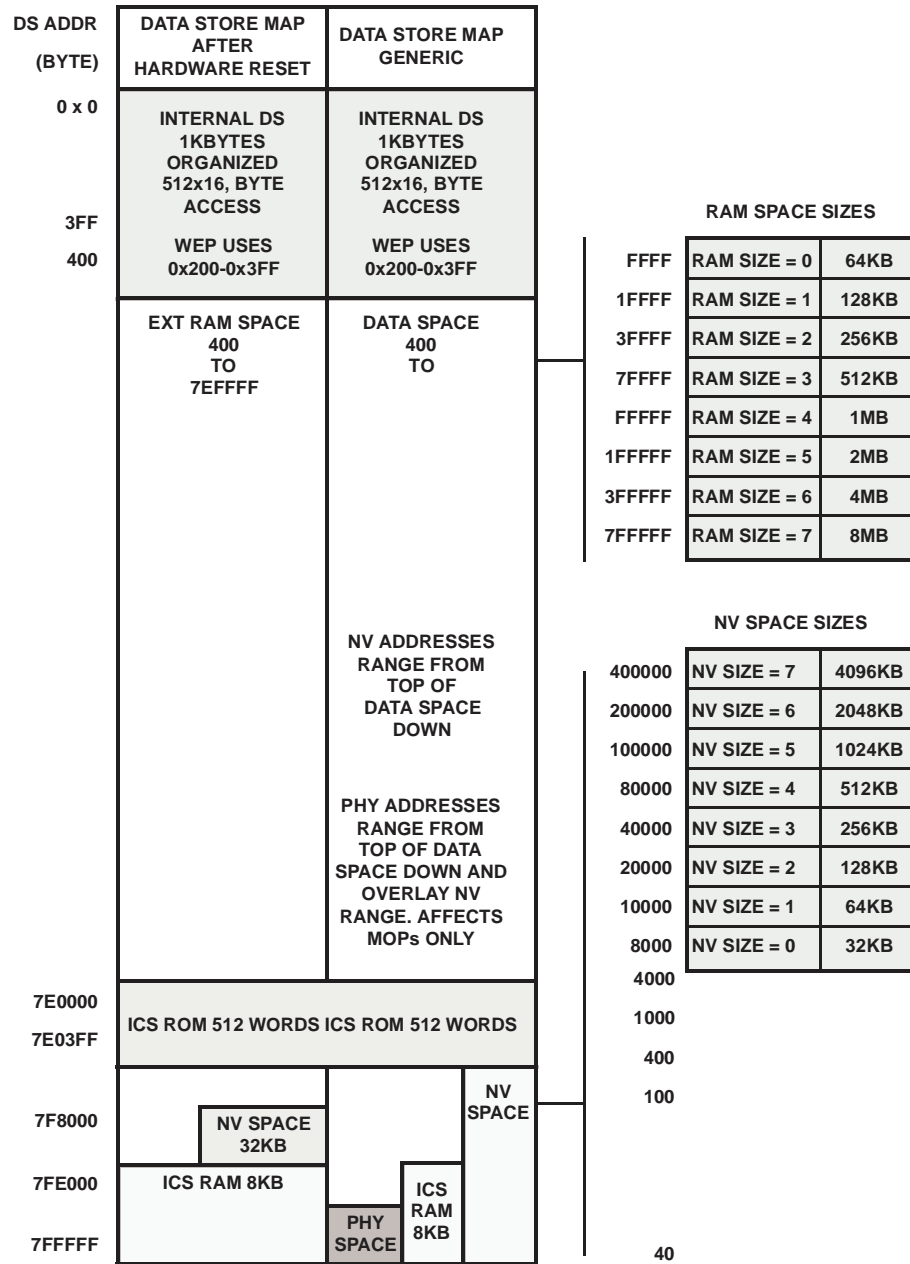 DS ADDR
(BYTE)
DATA STORE MAP
AFTER
HARDWARE RESET
DATA STORE MAP
GENERIC
0 x 0
3FF
400
INTERNAL DS
1KBYTES
ORGANIZED
512x16, BYTE
ACCESS
WEP USES
0x200-0x3FF
INTERNAL DS
1KBYTES
ORGANIZED
512x16, BYTE
ACCESS
WEP USES
0x200-0x3FF
EXT RAM SPACE
400
TO
7EFFFF
DATA SPACE
400
TO
NV ADDRESSES
RANGE FROM
TOP OF
DATA SPACE
DOWN
PHY ADDRESSES
RANGE FROM
TOP OF DATA
SPACE DOWN AND
OVERLAY NV
RANGE. AFFECTS
MOPs ONLY
7E0000
7E03FF
ICS ROM 512 WORDS ICS ROM 512 WORDS
7F8000
7FE000
7FFFFF
NV SPACE
32KB
ICS RAM 8KB
PHY
SPACE
ICS
RAM
8KB
NV
SPACE
RAM SPACE SIZES
FFFF RAM SIZE = 0 64KB
1FFFF RAM SIZE = 1 128KB
3FFFF RAM SIZE = 2 256KB
7FFFF RAM SIZE = 3 512KB
FFFFF RAM SIZE = 4 1MB
1FFFFF RAM SIZE = 5 2MB
3FFFFF RAM SIZE = 6 4MB
7FFFFF RAM SIZE = 7 8MB
NV SPACE SIZES
400000 NV SIZE = 7 4096KB
200000 NV SIZE = 6 2048KB
100000 NV SIZE = 5 1024KB
80000 NV SIZE = 4 512KB
40000 NV SIZE = 3 256KB
20000 NV SIZE = 2 128KB
10000 NV SIZE = 1 64KB
8000 NV SIZE = 0 32KB
4000
1000
400
100
40